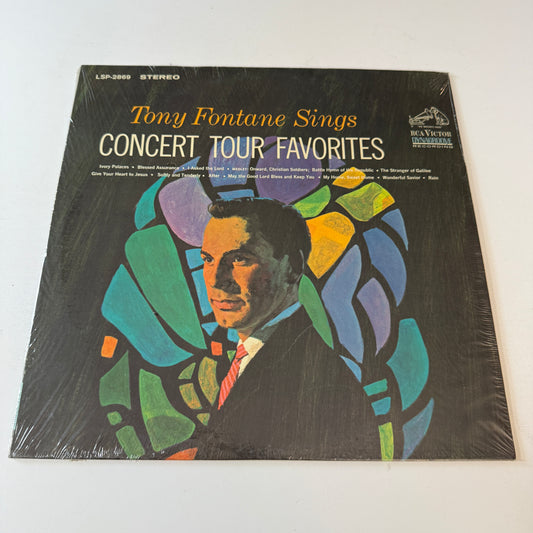 LSP-2869 STEREO
Tony Fontane Sings
CONCERT TOUR FAVORITES
RCA VICTOR
DYNAGROOVE
RECORDING
Ivory Palaces • Blessed Assurance • I Asked the Lord • MEDLEY: Onward, Christian Soldiers; Battle Hymn of the Republic • The Stranger of Galilee
Give Your Heart to Jesus • Softly and Tenderly • After • May the Good Lord Bless and Keep You • My Home, Sweet Home • Wonderful Savior • Rain